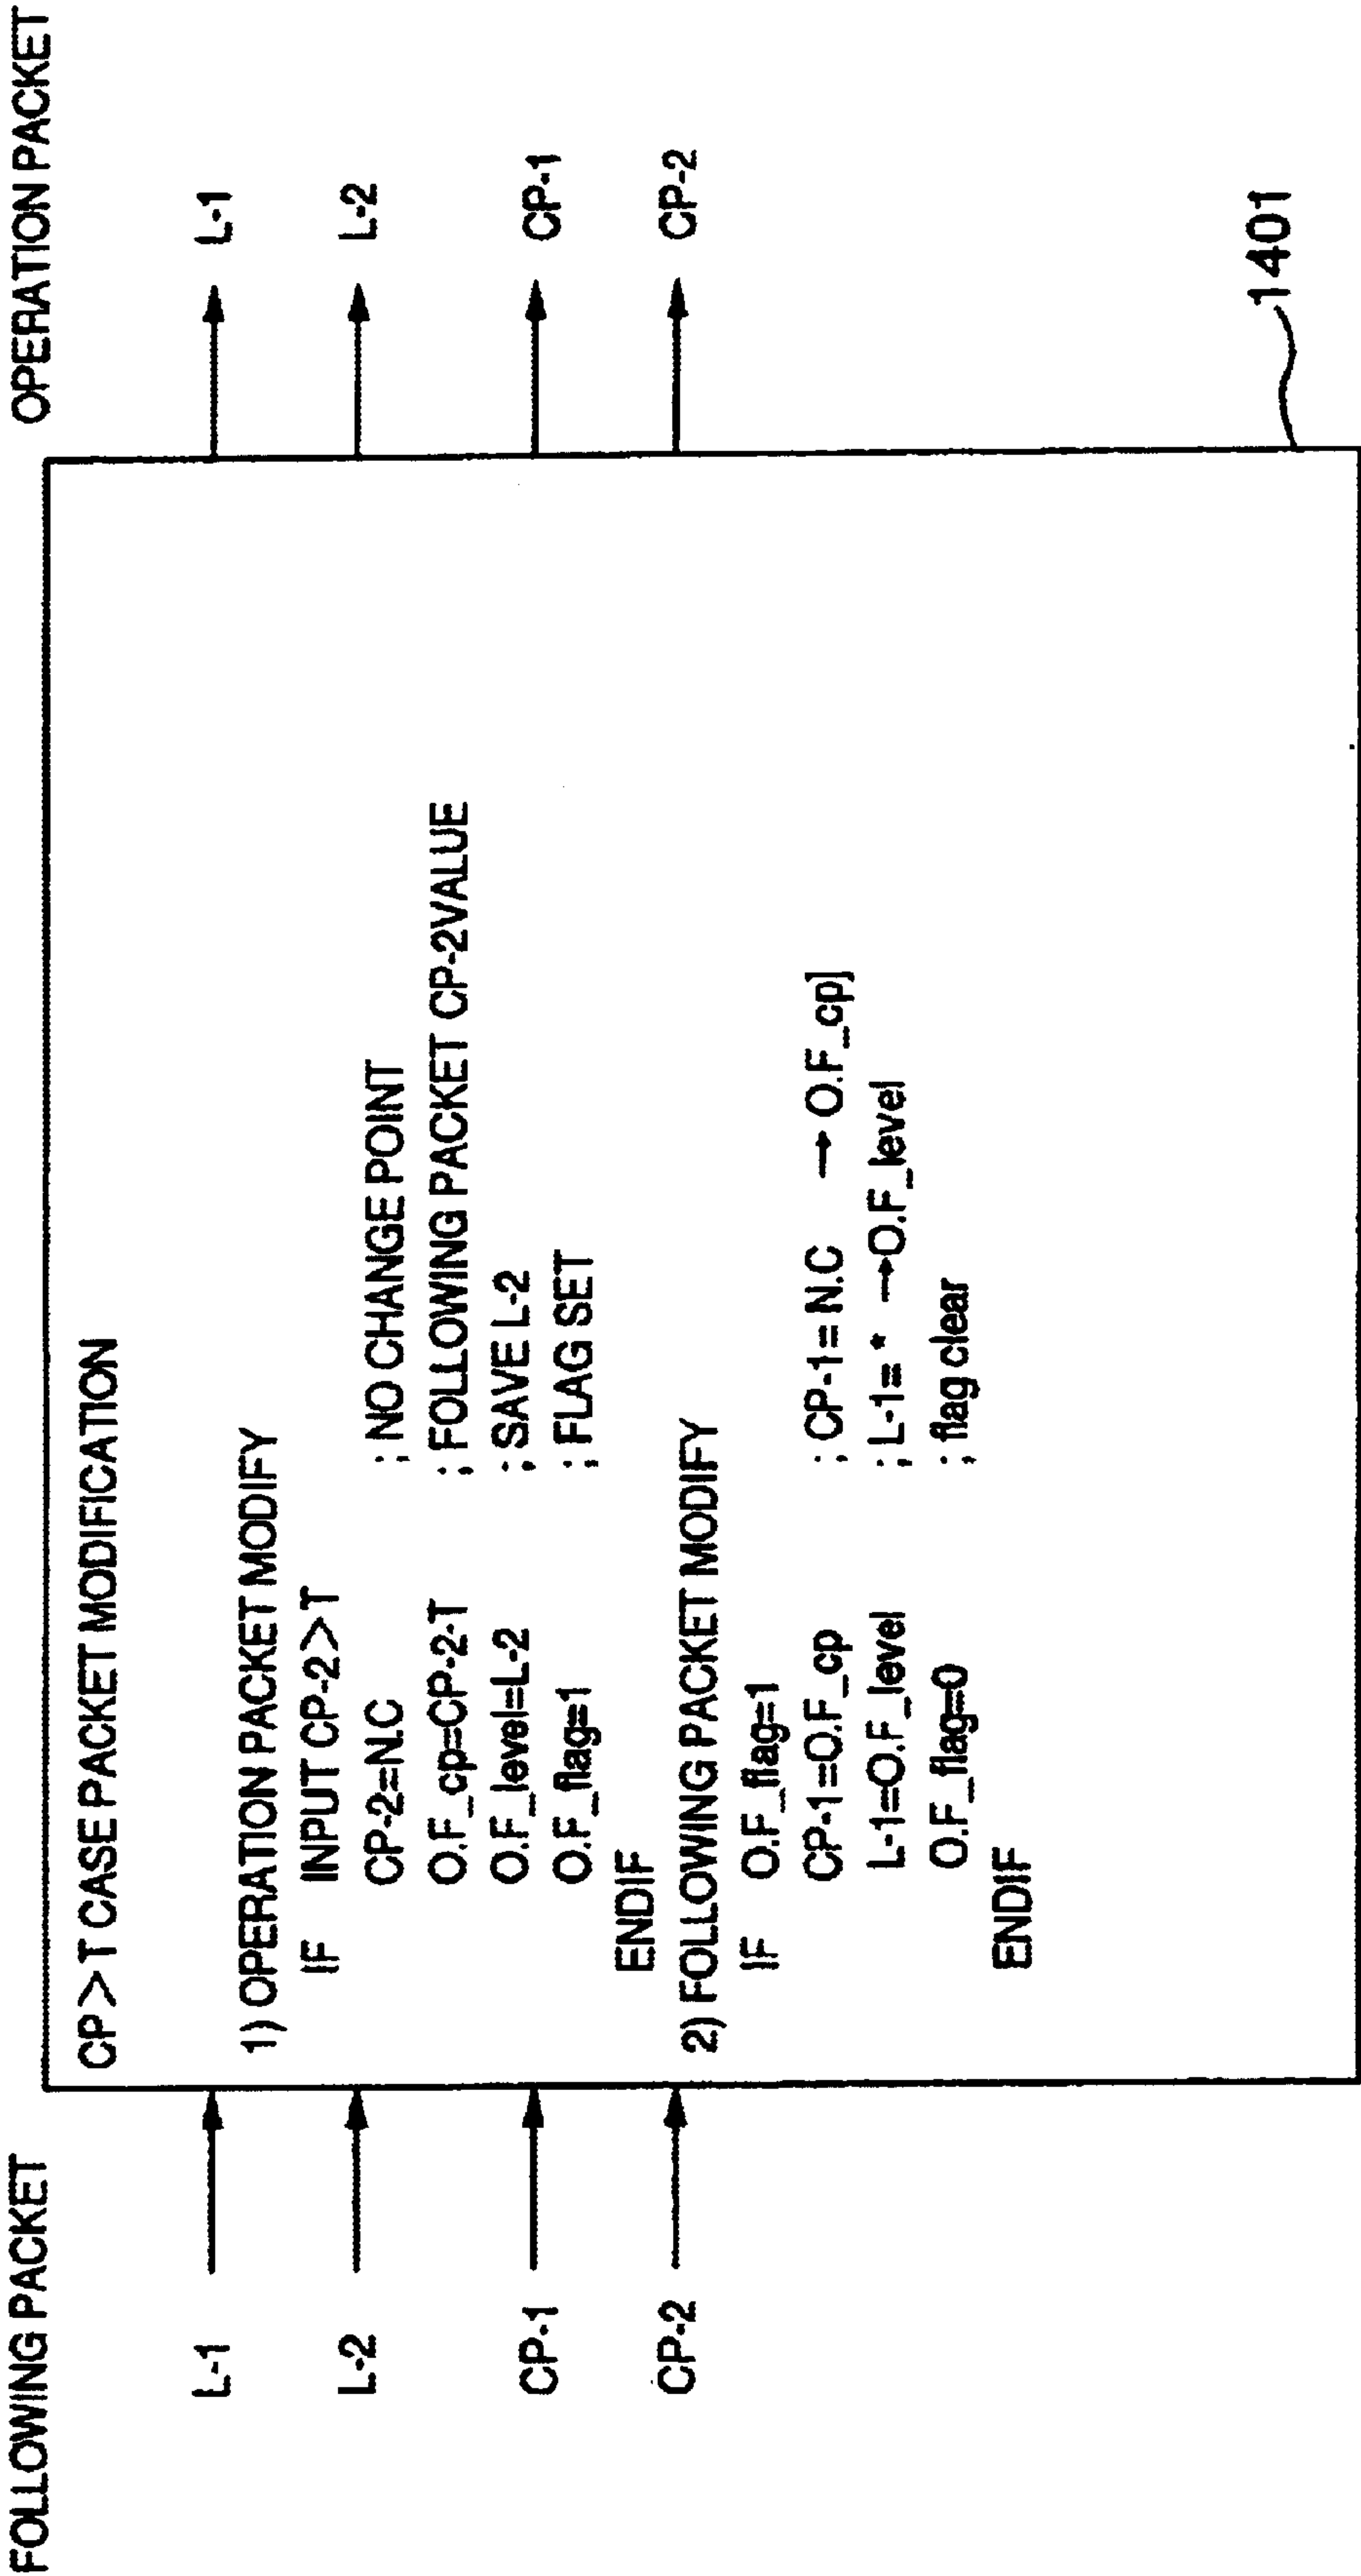 FOLLOWING PACKET
OPERATION PACKET
L-1
L-2
CP-1
CP-2
CP>T CASE PACKET MODIFICATION
1) OPERATION PACKET MODIFY
IF INPUT CP-2>T
CP-2=N.C ; NO CHANGE POINT
O.F_cp=CP-2-T ; FOLLOWING PACKET CP-2VALUE
O.F_level=L-2 ; SAVE L-2
O.F_flag=1 ; FLAG SET
ENDIF
2) FOLLOWING PACKET MODIFY
IF O.F_flag=1
CP-1=O.F_cp ; CP-1=N.C → O.F_cp]
L-1=O.F_level ; L-1=* →O.F_level
O.F_flag=0 ; flag clear
ENDIF
L-1
L-2
CP-1
CP-2
1401